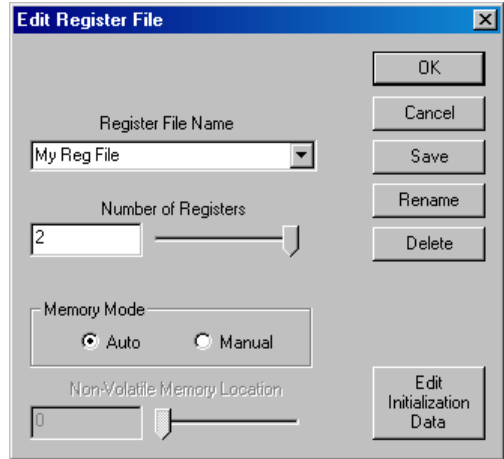 Edit Register File
OK
Cancel
Register File Name
My Reg File
Save
Rename
Number of Registers
2
Delete
Memory Mode
Auto
Manual
Non-Volatile Memory Location
0
Edit
Initialization
Data